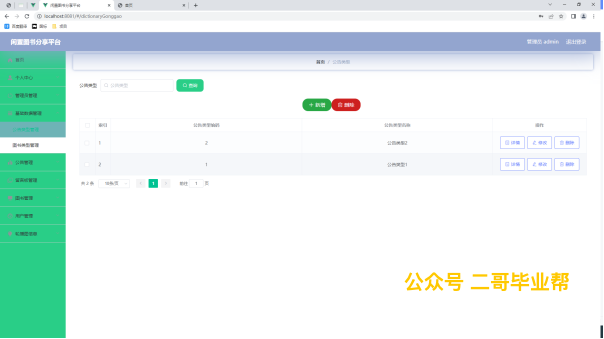 闲置图书分享平台
首页
localhost:8081/#/dictionaryGonggao
百度翻译
闲置图书分享平台
管理员 admin
退出登录
首页
个人中心
管理员管理
基础数据管理
公告类型管理
图书类型管理
公告管理
图书管理
用户管理
轮播图信息
首页 / 公告类型
公告类型
公告类型
查询
+ 新增
删除
索引
公告类型编码
公告类型名称
操作
1
2
公告类型2
详情
修改
删除
2
1
公告类型1
详情
修改
删除
共 2 条
10条/页
1
前往
1
页
公众号 二哥毕业帮